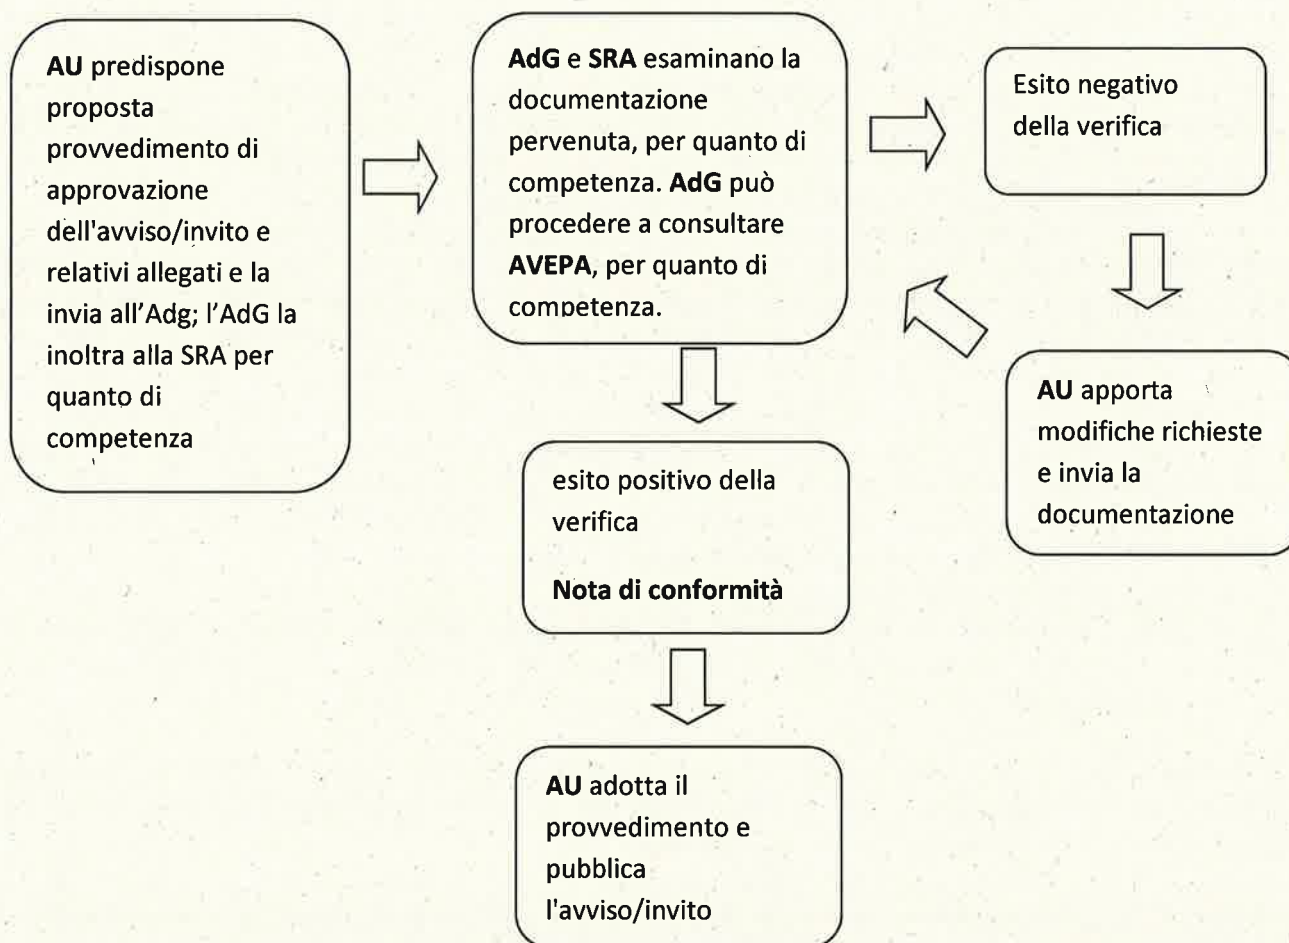 AU predispone
proposta
provvedimento di
approvazione
dell'avviso/invito e
relativi allegati e la
invia all'Adg; l'AdG la
inoltra alla SRA per
quanto di
competenza
AdG e SRA esaminano la
documentazione
pervenuta, per quanto di
competenza. AdG può
procedere a consultare
AVEPA, per quanto di
competenza.
Esito negativo
della verifica
AU apporta
modifiche richieste
e invia la
documentazione
esito positivo della
verifica
Nota di conformità
AU adotta il
provvedimento e
pubblica
l'avviso/invito